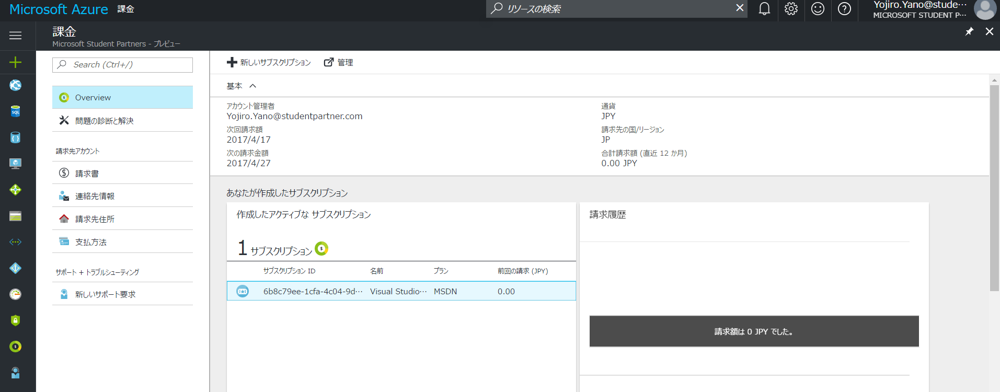 Microsoft Azure 課金
リソースの検索
Yojiro.Yano@stude···
MICROSOFT STUDENT P···
課金
Microsoft Student Partners - プレビュー
Search (Ctrl+/)
Overview
問題の診断と解決
請求先アカウント
請求書
連絡先情報
請求先住所
支払方法
サポート + トラブルシューティング
新しいサポート要求
新しいサブスクリプション 管理
基本
アカウント管理者
Yojiro.Yano@studentpartner.com
次回請求額
2017/4/17
次の請求金額
2017/4/27
通貨
JPY
請求先の国/リージョン
JP
合計請求額 (直近 12 か月)
0.00 JPY
あなたが作成したサブスクリプション
作成したアクティブな サブスクリプション
1 サブスクリプション
サブスクリプション ID 名前 プラン 前回の請求 (JPY)
6b8c79ee-1cfa-4c04-9d··· Visual Studio··· MSDN 0.00
請求履歴
請求額は 0 JPY でした。